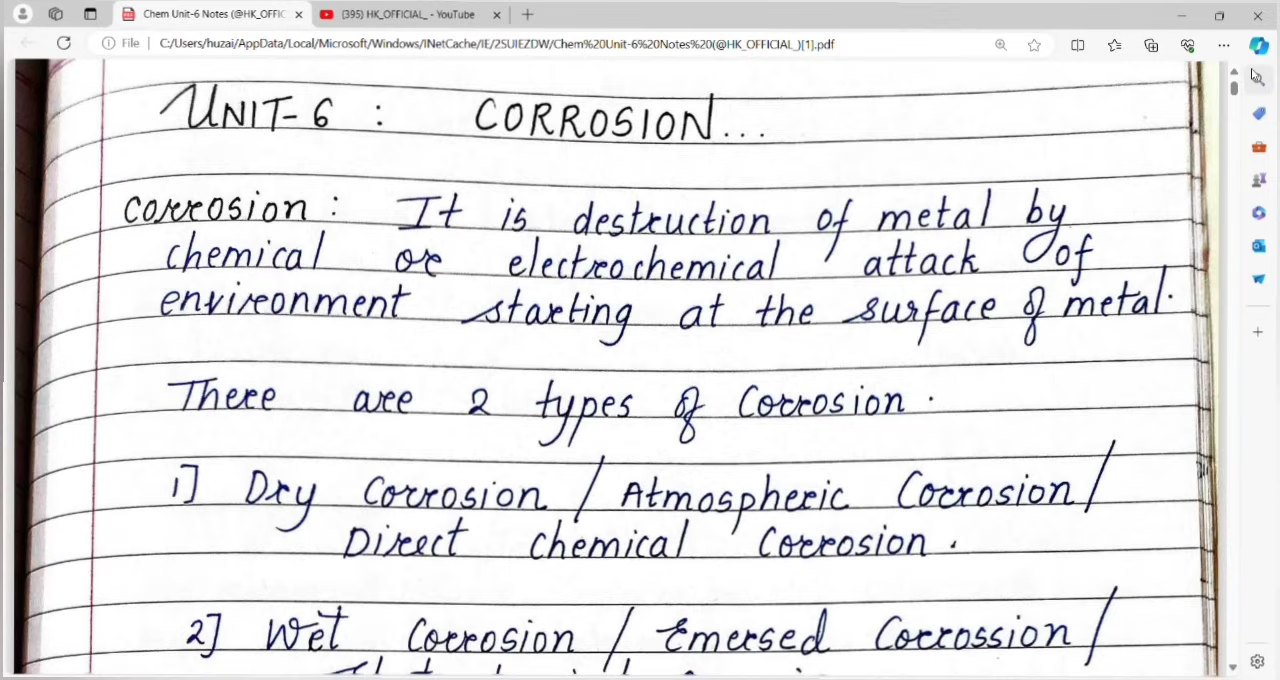 Chem Unit-6 Notes (@HK_OFFIC
(395) HK_OFFICIAL_ - YouTube
File
C:/Users/huzai/AppData/Local/Microsoft/Windows/INetCache/IE/2SUIEZDW/Chem%20Unit-6%20Notes%20(@HK_OFFICIAL_)[1].pdf
UNIT-6 : CORROSION...
Corrosion : It is destruction of metal by
chemical or electrochemical attack of
environment starting at the surface of metal.
There are 2 types of Corrosion.
1] Dry Corrosion / Atmospheric Corrosion /
Direct chemical Corrosion.
2] Wet Corrosion / Emersed Corrossion /